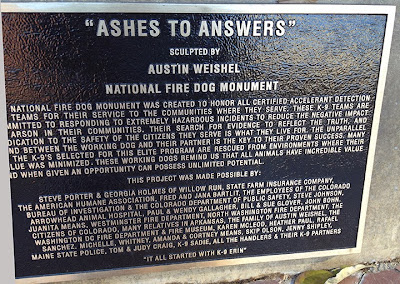 "ASHES TO ANSWERS"
SCULPTED BY
AUSTIN WEISHEL
NATIONAL FIRE DOG MONUMENT
NATIONAL FIRE DOG MONUMENT WAS CREATED TO HONOR ALL CERTIFIED ACCELERANT DETECTION
TEAMS FOR THEIR SERVICE TO THE COMMUNITIES WHERE THEY SERVE. THESE K-9 TEAMS ARE
MMITTED TO RESPONDING TO EXTREMELY HAZARDOUS INCIDENTS TO REDUCE THE NEGATIVE IMPACT
ARSON IN THEIR COMMUNITIES. THEIR SEARCH FOR EVIDENCE TO REFLECT THE TRUTH, AND
DICATION TO THE SAFETY OF THE CITIZENS THEY SERVE IS WHAT THEY LIVE FOR. THE UNPARALLEL
ND BETWEEN THE WORKING DOG AND THEIR PARTNER IS THE KEY TO THEIR PROVEN SUCCESS. MANY
THE K-9'S SELECTED FOR THIS ELITE PROGRAM ARE RESCUED FROM ENVIRONMENTS WHERE THEIR
LUE WAS MINIMIZED. THESE WORKING DOGS REMIND US THAT ALL ANIMALS HAVE INCREDIBLE VALUE
ND WHEN GIVEN AN OPPORTUNITY CAN POSSESS UNLIMITED POTENTIAL.
THIS PROJECT WAS MADE POSSIBLE BY:
STEVE PORTER & GEORGIA HOLMES OF WILLOW RUN, STATE FARM INSURANCE COMPANY,
THE AMERICAN HUMANE ASSOCIATION, FRED AND JANA BARTLIT, THE EMPLOYEES OF THE COLORADO
BUREAU OF INVESTIGATION & THE COLORADO DEPARTMENT OF PUBLIC SAFETY, STEVE JOHNSON,
ARROWHEAD ANIMAL HOSPITAL, PAUL & WENDY GALLAGHER, BILL & SUE GLOVER, JOHN BOHN,
JUANITA MEANS, WESTMINSTER FIRE DEPARTMENT, NORTH WASHINGTON FIRE DEPARTMENT, THE
CITIZENS OF COLORADO, MANY RELATIVES IN ARKANSAS, THE FAMILY OF AUSTIN WEISHEL, THE
WASHINGTON DC FIRE DEPARTMENT & FIRE MUSEUM, KAREN MCLEOD, HEATHER PAUL, RAFAEL
SANCHEZ, MICHELLE, WHITNEY, AMANDA & CORTNEY MEANS, SKIP OLSON, JENNY SHIPLEY,
MAINE STATE POLICE, TOM & JUDY CRAIG, K-9 SADIE, ALL THE HANDLERS & THEIR K-9 PARTNERS
"IT ALL STARTED WITH K-9 ERIN"